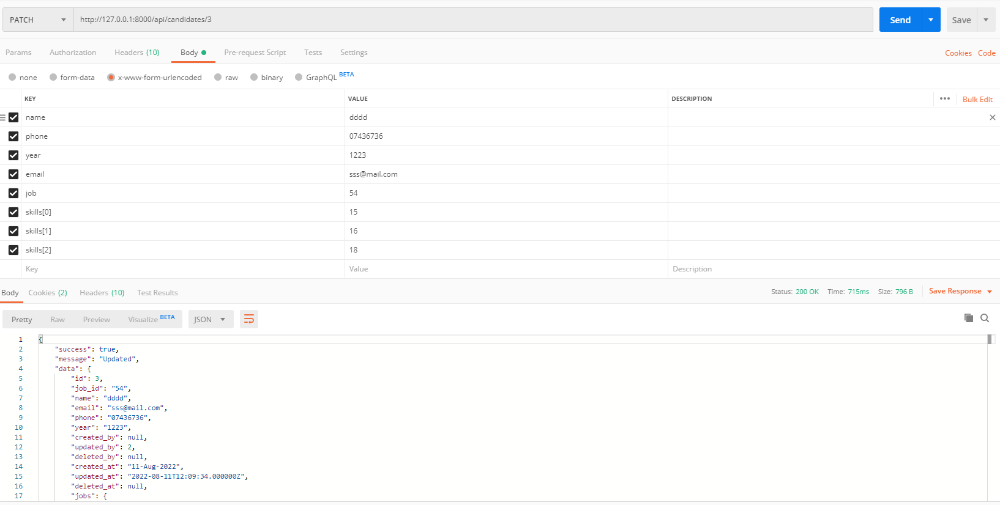 PATCH http://127.0.0.1:8000/api/candidates/3 Send Save
Params Authorization Headers (10) Body Pre-request Script Tests Settings Cookies Code
none form-data x-www-form-urlencoded raw binary GraphQL BETA
KEY VALUE DESCRIPTION ••• Bulk Edit
name dddd
phone 07436736
year 1223
email sss@mail.com
job 54
skills[0] 15
skills[1] 16
skills[2] 18
Key Value Description
Body Cookies (2) Headers (10) Test Results Status: 200 OK Time: 715ms Size: 796 B Save Response
Pretty Raw Preview Visualize BETA JSON
1 {
2 "success": true,
3 "message": "Updated",
4 "data": {
5 "id": 3,
6 "job_id": "54",
7 "name": "dddd",
8 "email": "sss@mail.com",
9 "phone": "07436736",
10 "year": "1223",
11 "created_by": null,
12 "updated_by": 2,
13 "deleted_by": null,
14 "created_at": "11-Aug-2022",
15 "updated_at": "2022-08-11T12:09:34.000000Z",
16 "deleted_at": null,
17 "jobs": {